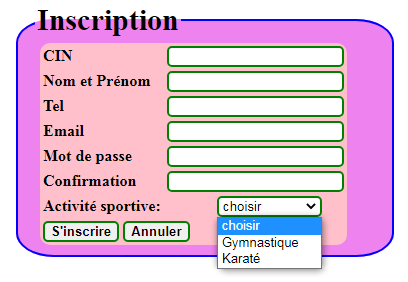 Inscription
CIN
Nom et Prénom
Tel
Email
Mot de passe
Confirmation
Activité sportive: choisir
choisir
Gymnastique
Karaté
S'inscrire Annuler